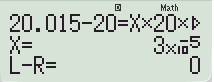 Math
20.015-20=X×20×▷
X= 3×10⁻⁵
L-R= 0